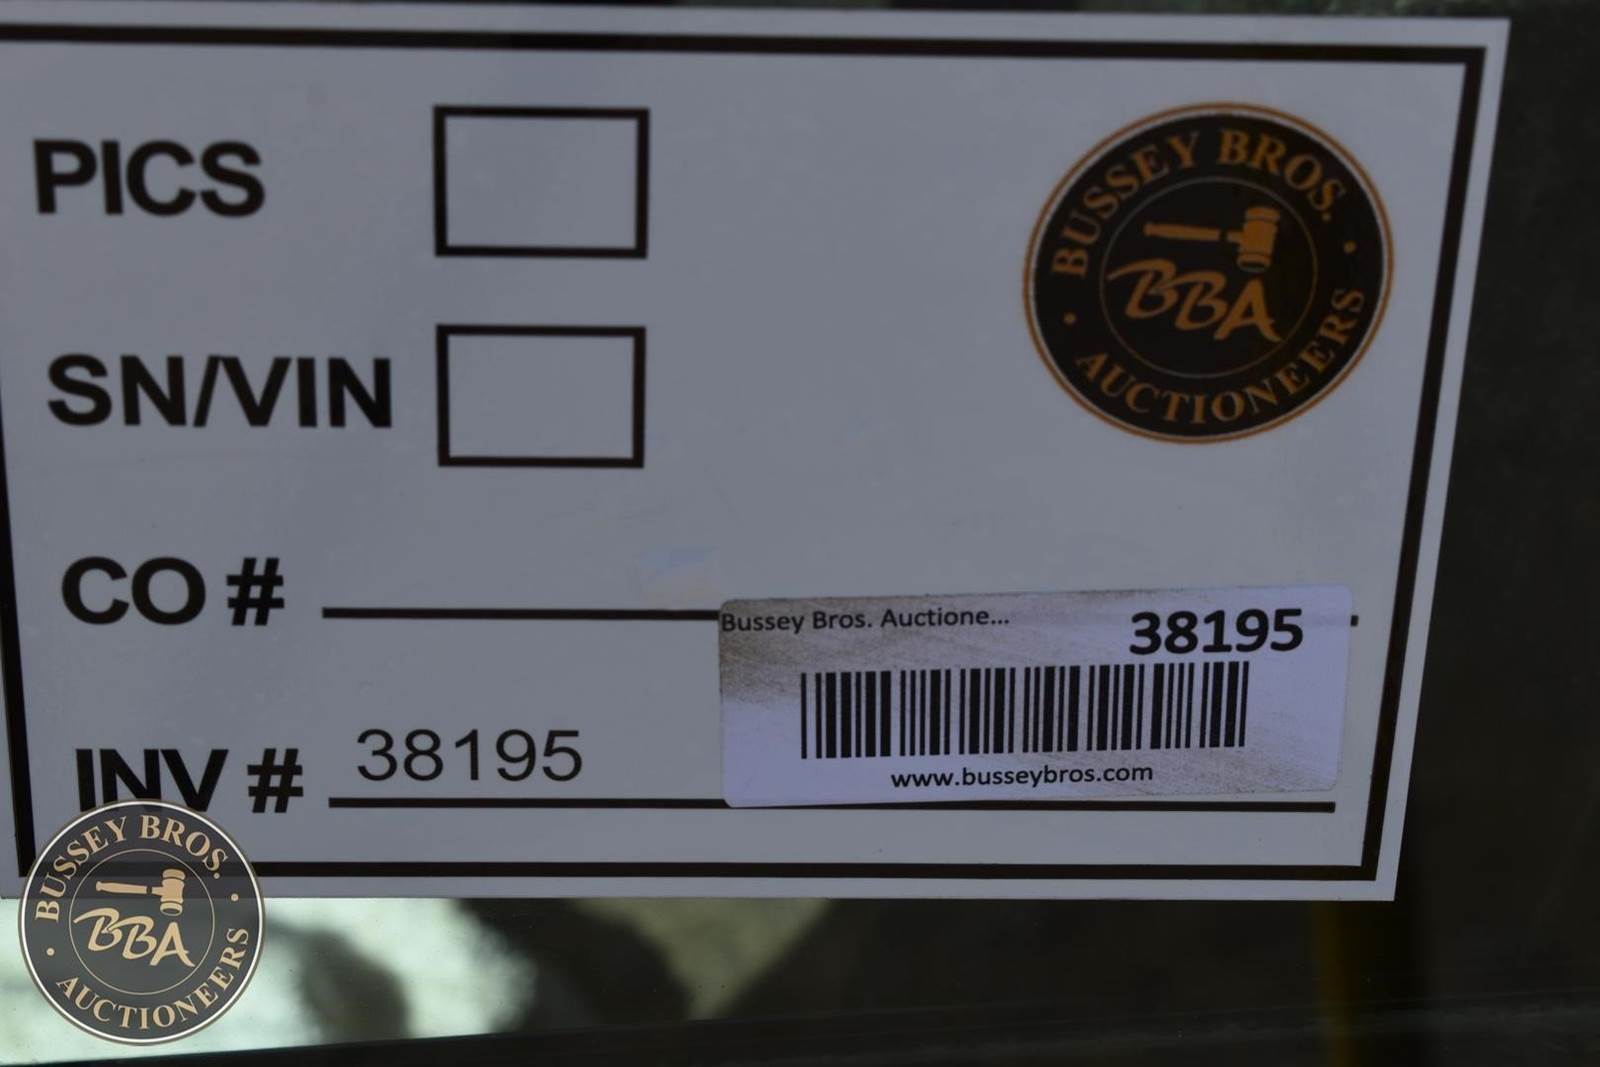 PICS
BUSSEY BROS.
BBA
AUCTIONEERS
SN/VIN
CO #
Bussey Bros. Auctione...
38195
INV # 38195
www.busseybros.com
BUSSEY BROS.
BBA
AUCTIONEERS